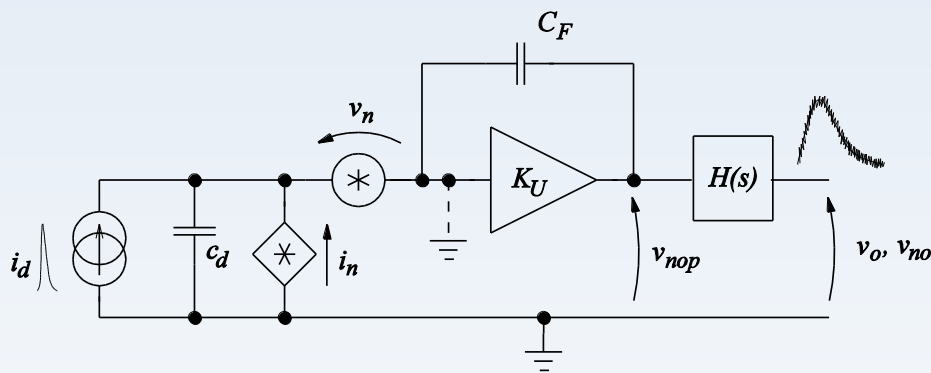 C_F
v_n
K_U
H(s)
i_d
c_d
i_n
v_nop
v_o, v_no